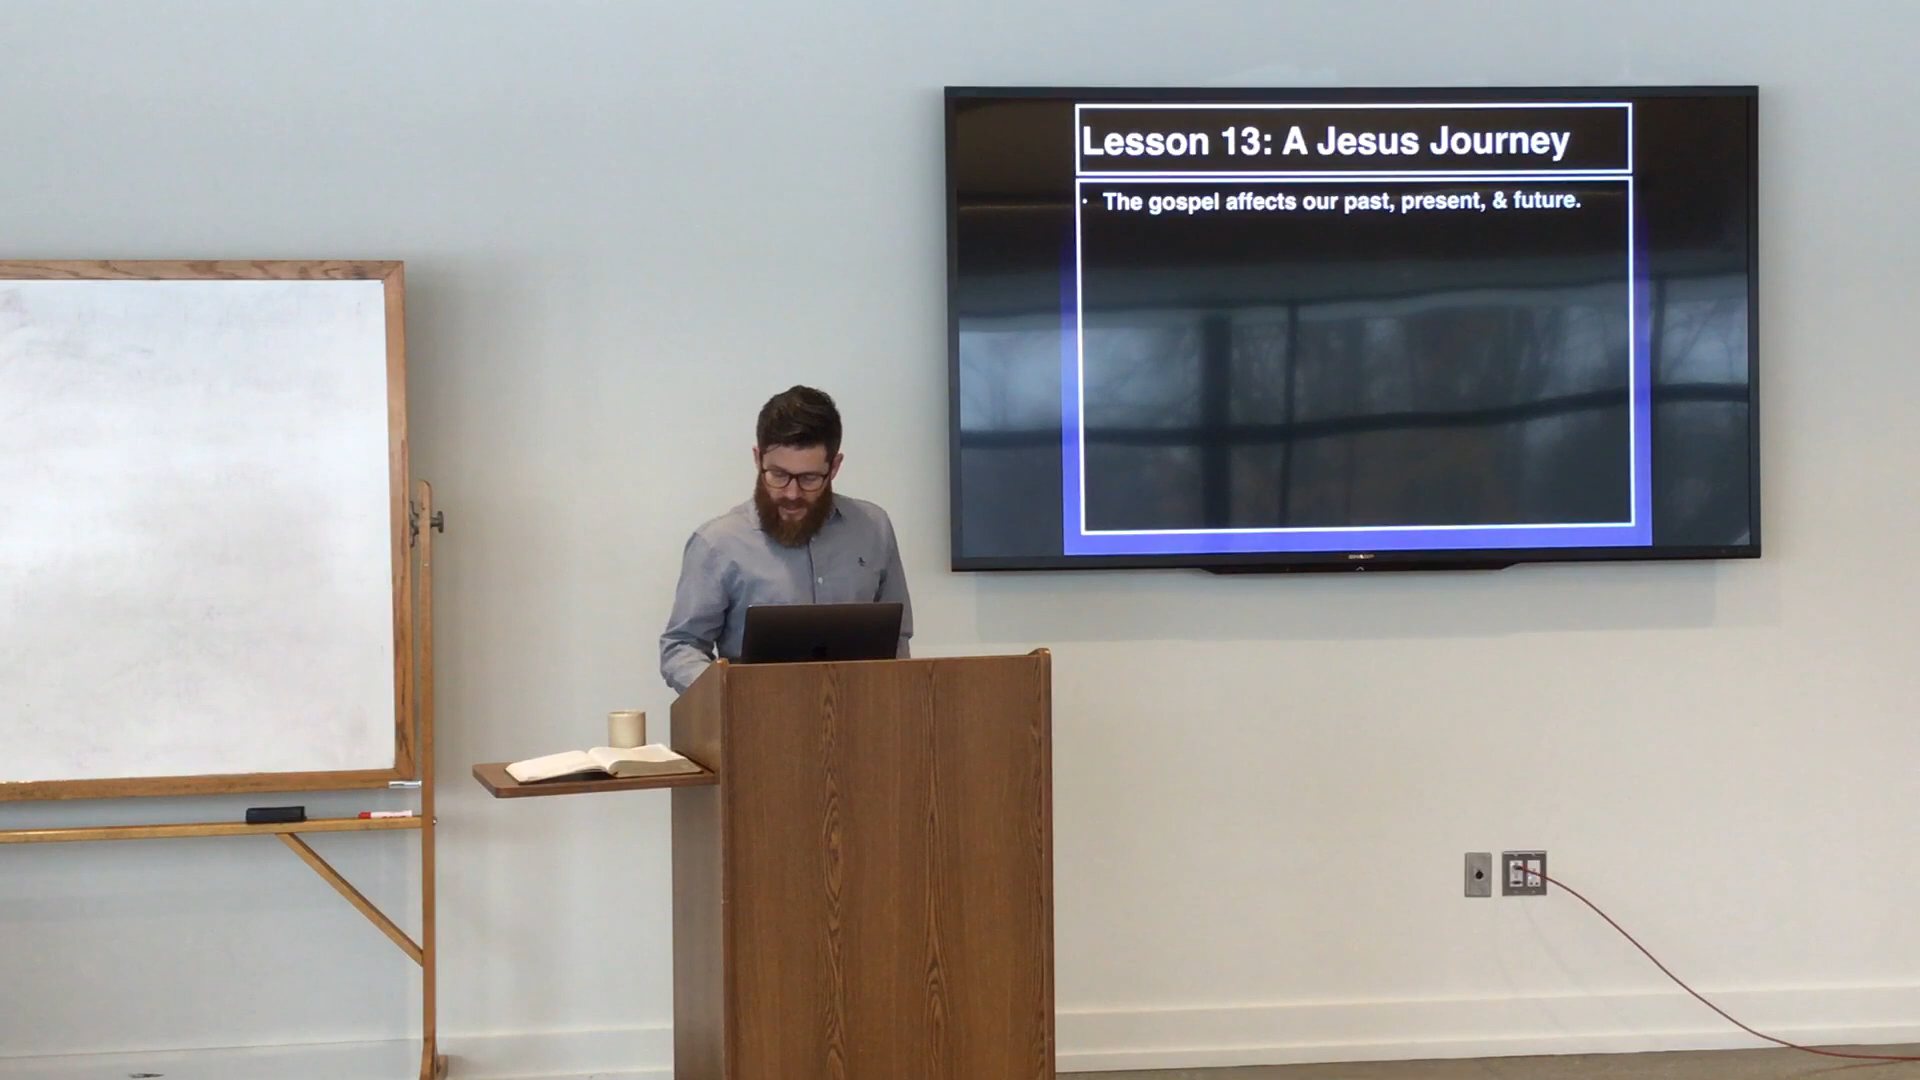 Lesson 13: A Jesus Journey
• The gospel affects our past, present, & future.